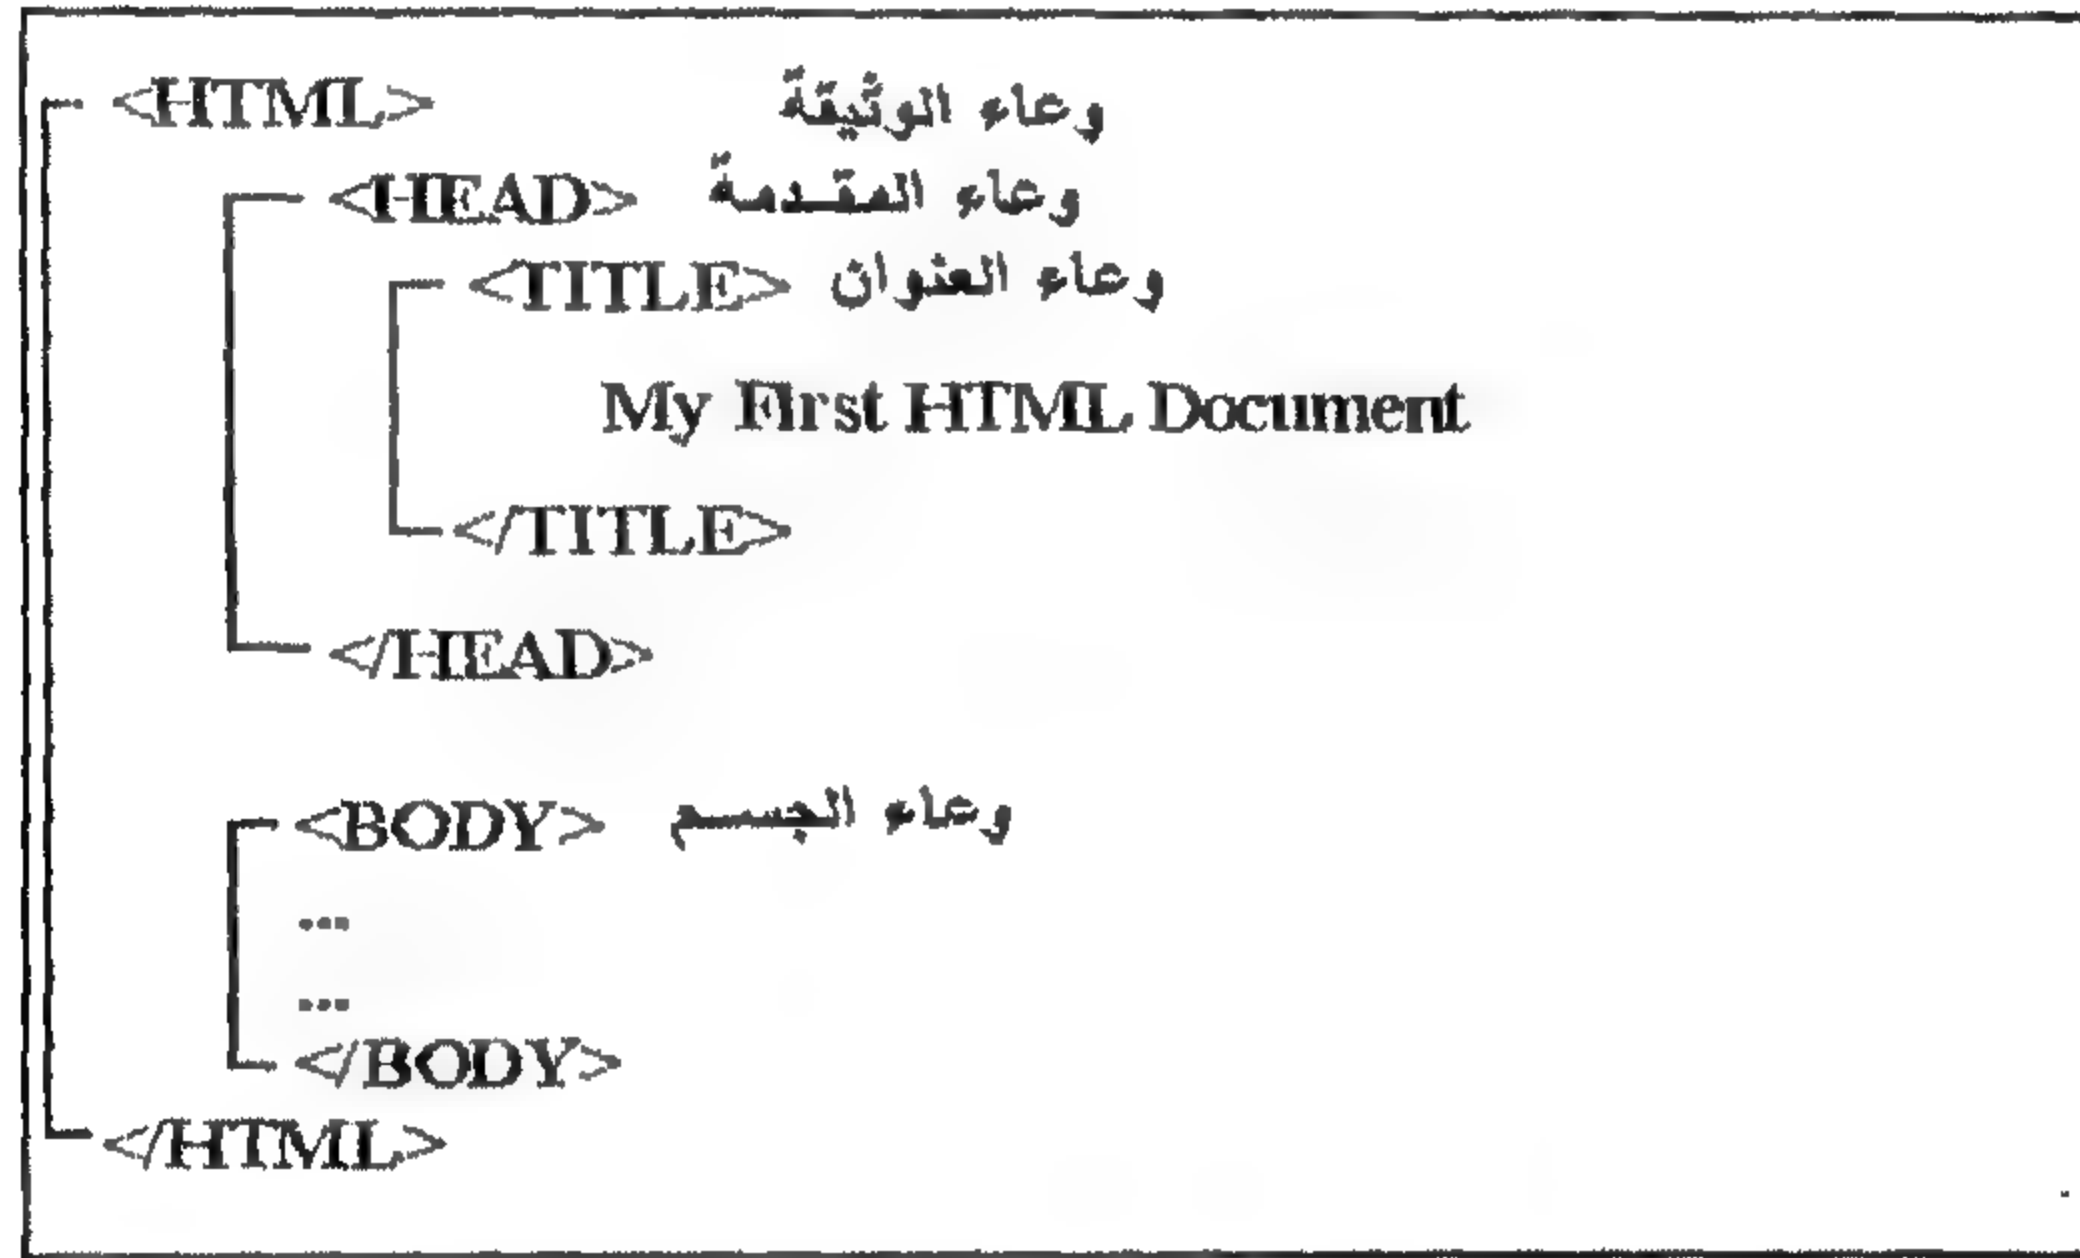 <HTML> وعاء الوثيقة
<HEAD> وعاء المقدمة
<TITLE> وعاء العنوان
My First HTML Document
</TITLE>
</HEAD>
<BODY> وعاء الجسم
...
...
</BODY>
</HTML>